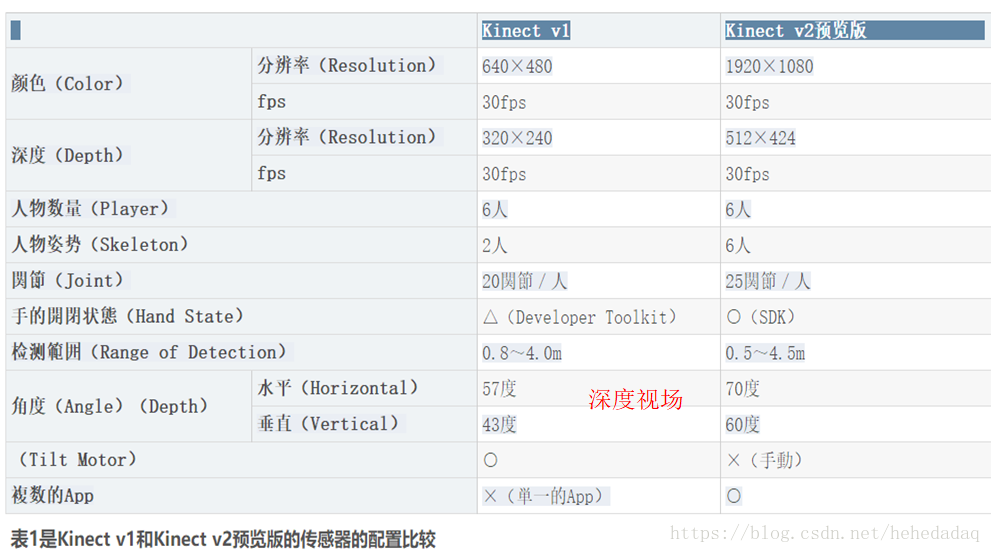 Kinect v1 Kinect v2预览版
颜色（Color） 分辨率（Resolution） 640×480 1920×1080
fps 30fps 30fps
深度（Depth） 分辨率（Resolution） 320×240 512×424
fps 30fps 30fps
人物数量（Player） 6人 6人
人物姿势（Skeleton） 2人 6人
関節（Joint） 20関節／人 25関節／人
手的開閉状態（Hand State） △（Developer Toolkit） ○（SDK）
检测範囲（Range of Detection） 0.8～4.0m 0.5～4.5m
角度（Angle）（Depth） 水平（Horizontal） 57度 70度
深度视场
垂直（Vertical） 43度 60度
（Tilt Motor） ○ ×（手動）
複数的App ×（単一的App） ○
表1是Kinect v1和Kinect v2预览版的传感器的配置比较
https://blog.csdn.net/hehedadaq